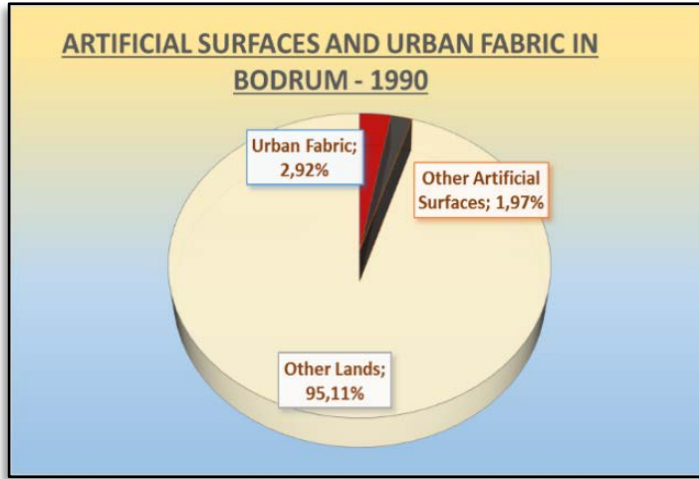 ARTIFICIAL SURFACES AND URBAN FABRIC IN
BODRUM - 1990
Urban Fabric;
2,92%
Other Artificial
Surfaces; 1,97%
Other Lands;
95,11%